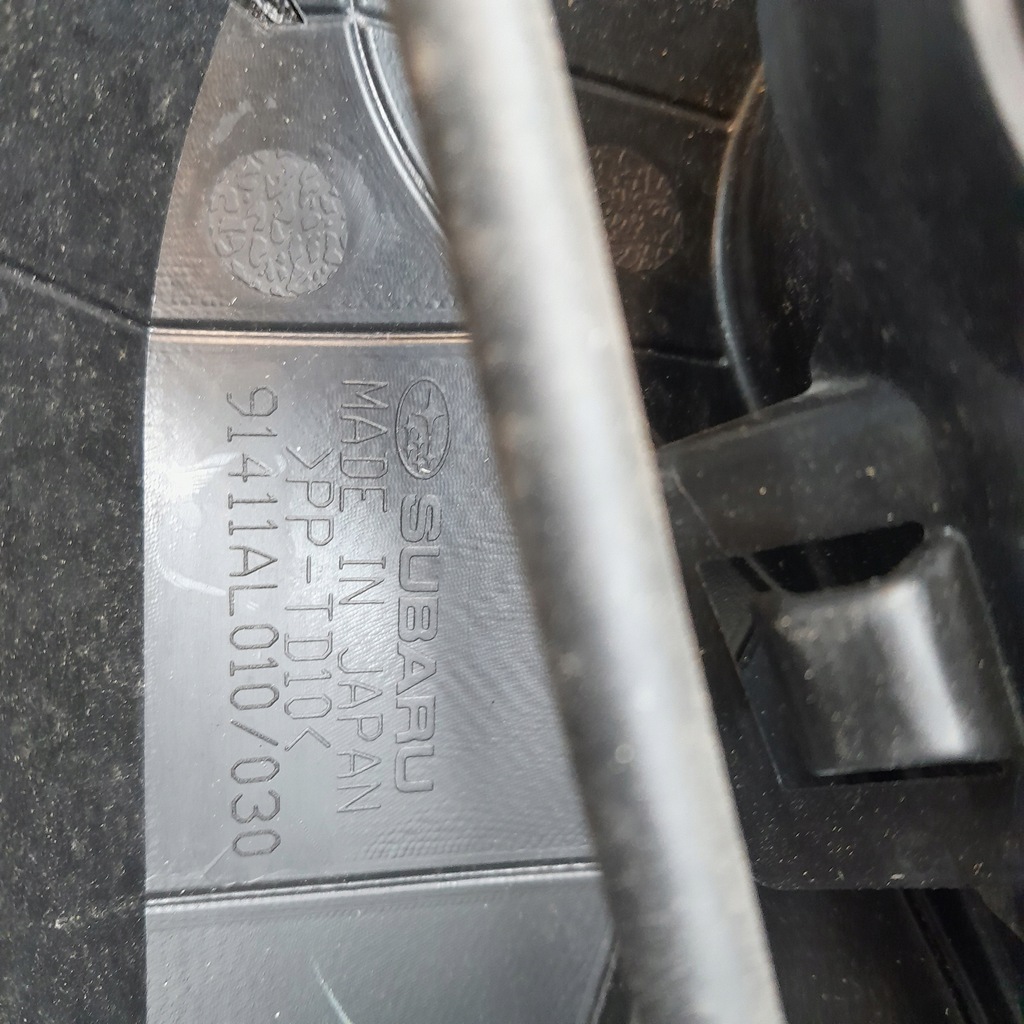 SUBARU
MADE IN JAPAN
>PP-TD10<
91411AL010/030